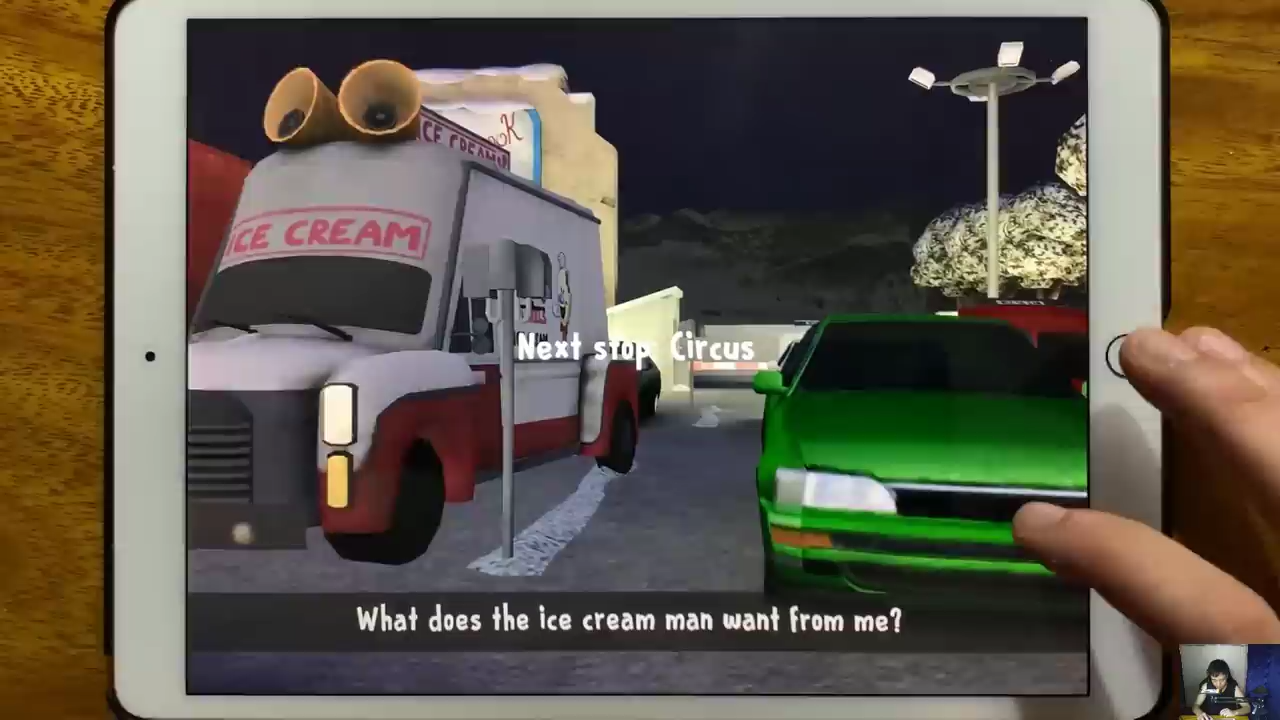 ICE CREAM
ICE CREAM
Next stop: Circus
What does the ice cream man want from me?